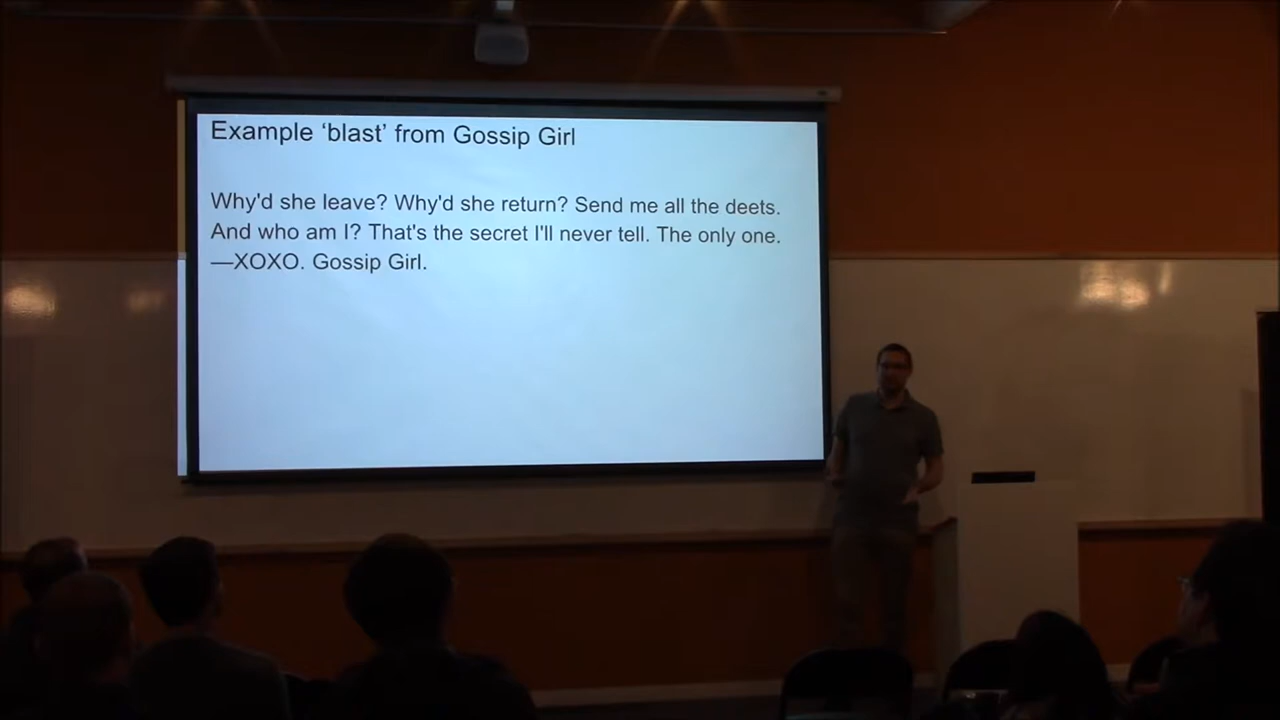 Example ‘blast’ from Gossip Girl
Why'd she leave? Why'd she return? Send me all the deets.
And who am I? That's the secret I'll never tell. The only one.
—XOXO. Gossip Girl.